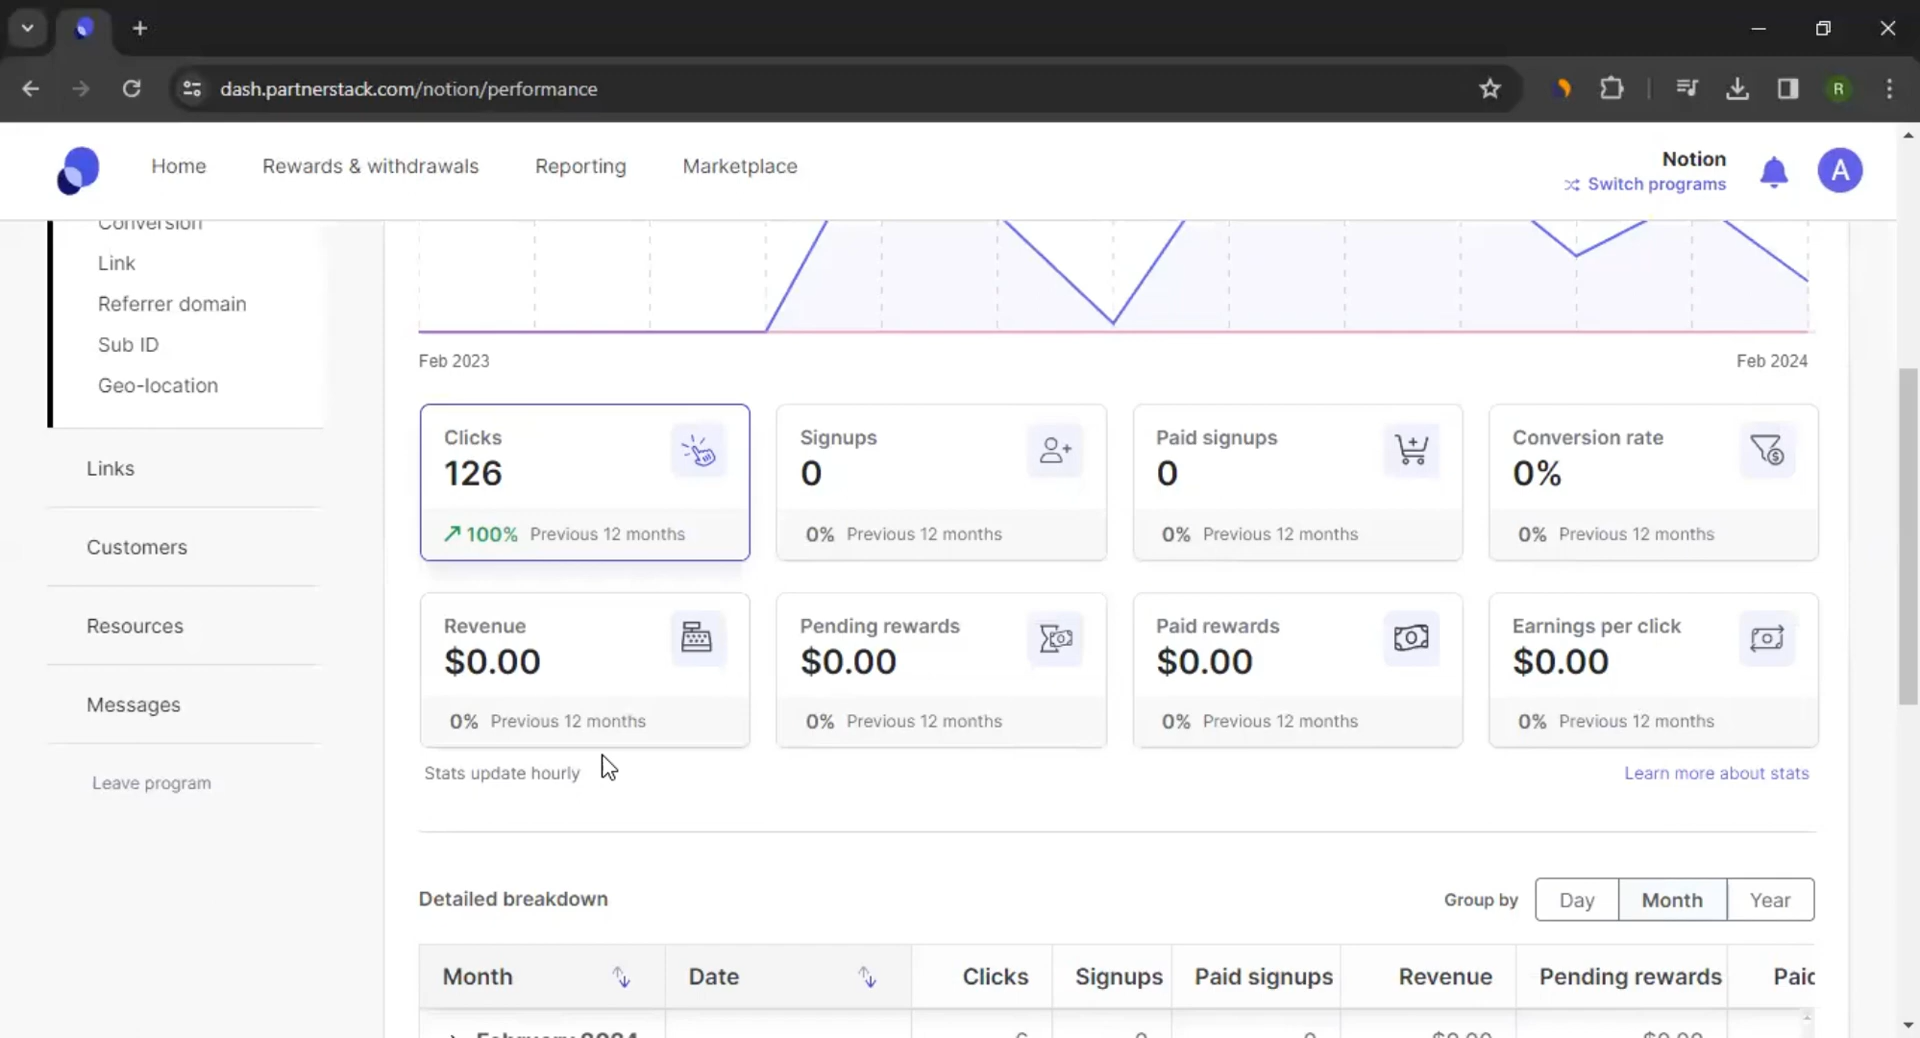 dash.partnerstack.com/notion/performance
R
Home
Rewards & withdrawals
Reporting
Marketplace
Notion
Switch programs
A
Conversion
Link
Referrer domain
Sub ID
Geo-location
Links
Customers
Resources
Messages
Leave program
Feb 2023
Feb 2024
Clicks
126
100% Previous 12 months
Signups
0
0% Previous 12 months
Paid signups
0
0% Previous 12 months
Conversion rate
0%
0% Previous 12 months
Revenue
$0.00
0% Previous 12 months
Pending rewards
$0.00
0% Previous 12 months
Paid rewards
$0.00
0% Previous 12 months
Earnings per click
$0.00
0% Previous 12 months
Stats update hourly
Learn more about stats
Detailed breakdown
Group by
Day
Month
Year
Month
Date
Clicks
Signups
Paid signups
Revenue
Pending rewards
Paid
February 2024